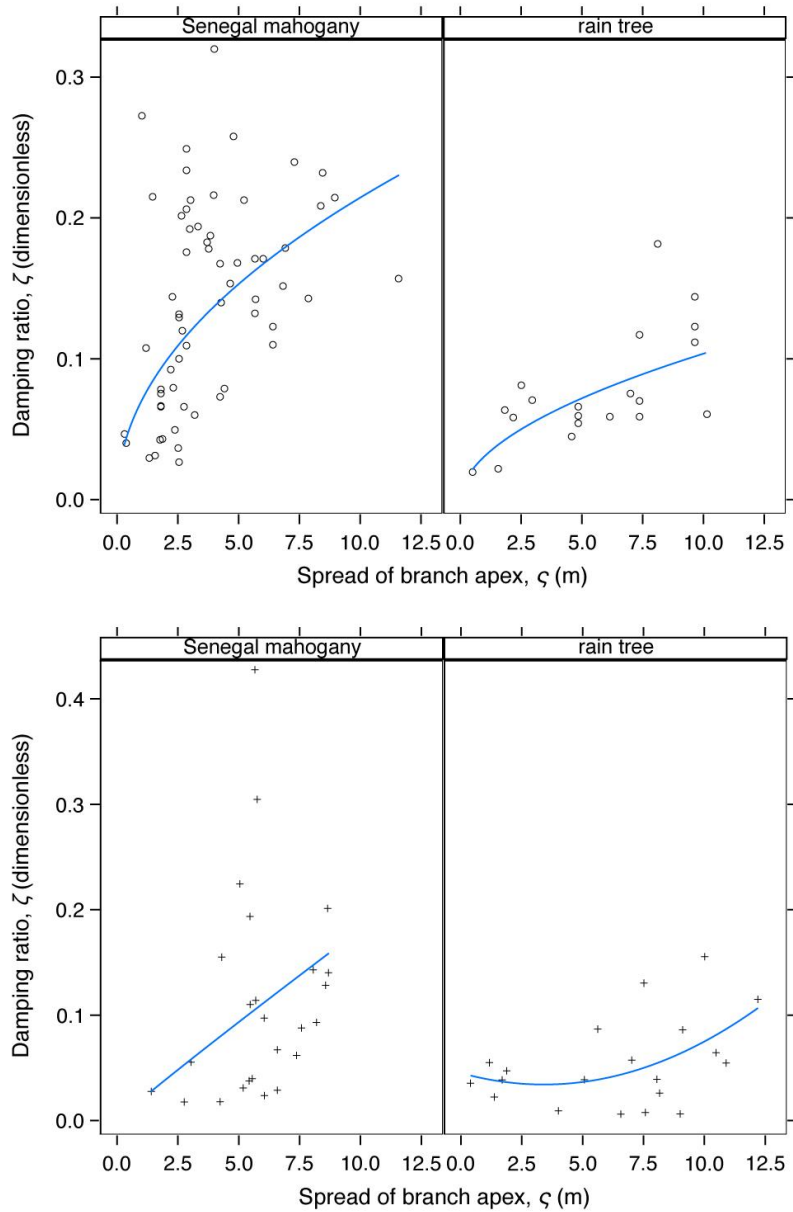 Senegal mahogany rain tree
0.3
0.2
0.1
0.0
Damping ratio, ζ (dimensionless)
0.0 2.5 5.0 7.5 10.0 12.5 0.0 2.5 5.0 7.5 10.0 12.5
Spread of branch apex, ς (m)
Senegal mahogany rain tree
0.4
0.3
0.2
0.1
0.0
Damping ratio, ζ (dimensionless)
0.0 2.5 5.0 7.5 10.0 12.5 0.0 2.5 5.0 7.5 10.0 12.5
Spread of branch apex, ς (m)